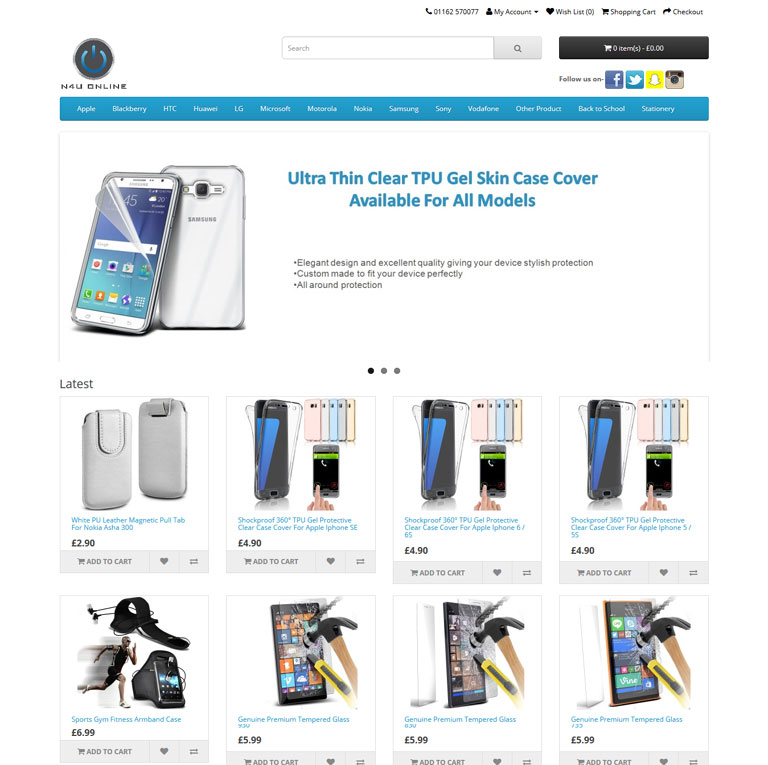 01162 570077 My Account Wish List (0) Shopping Cart Checkout
Search
0 item(s) - £0.00
N4U ONLINE
Follow us on-
Apple Blackberry HTC Huawei LG Microsoft Motorola Nokia Samsung Sony Vodafone Other Product Back to School Stationery
Ultra Thin Clear TPU Gel Skin Case Cover
Available For All Models
SAMSUNG
•Elegant design and excellent quality giving your device stylish protection
•Custom made to fit your device perfectly
•All around protection
Latest
White PU Leather Magnetic Pull Tab
For Nokia Asha 300
£2.90
ADD TO CART
Shockproof 360° TPU Gel Protective
Clear Case Cover For Apple Iphone SE
£4.90
ADD TO CART
Shockproof 360° TPU Gel Protective
Clear Case Cover For Apple Iphone 6 /
6S
£4.90
ADD TO CART
Shockproof 360° TPU Gel Protective
Clear Case Cover For Apple Iphone 5 /
5S
£4.90
ADD TO CART
Sports Gym Fitness Armband Case
£6.99
ADD TO CART
Genuine Premium Tempered Glass
£5.99
ADD TO CART
Genuine Premium Tempered Glass
£5.99
ADD TO CART
Genuine Premium Tempered Glass
£5.99
ADD TO CART